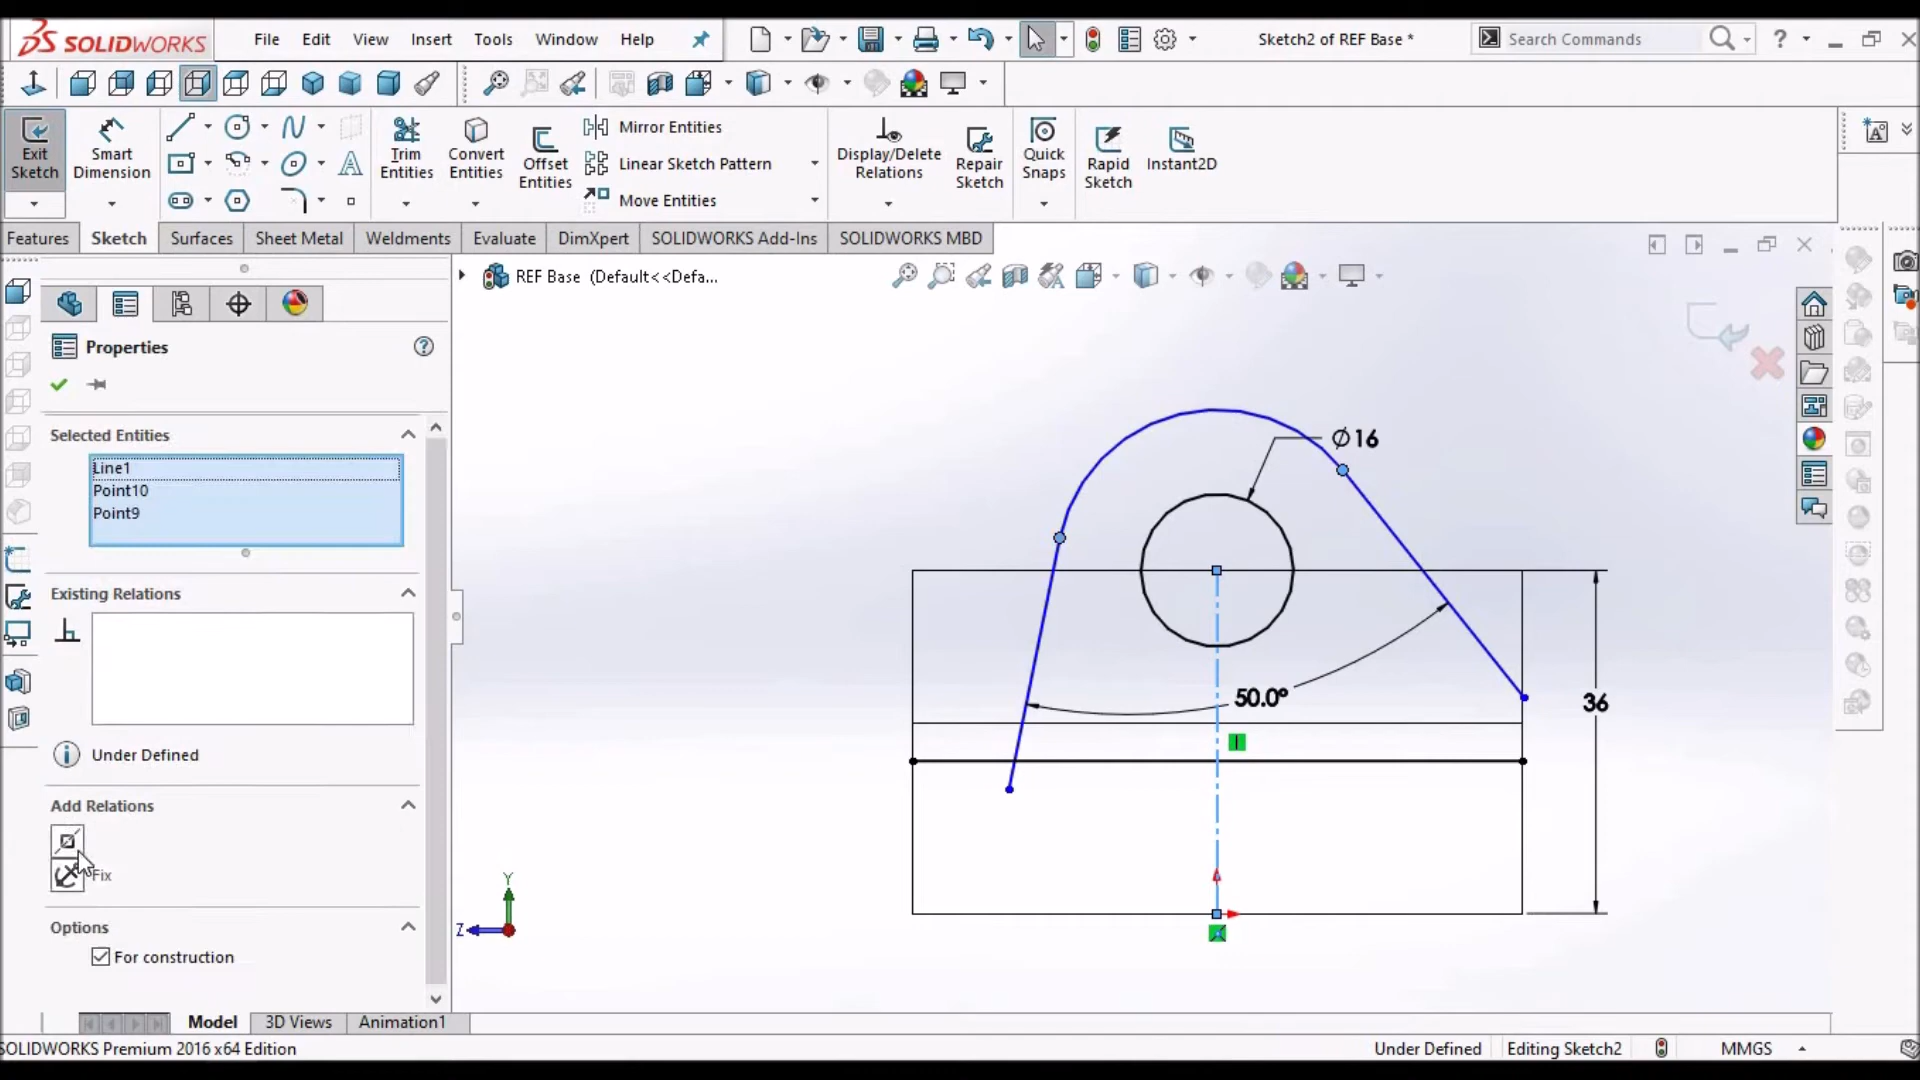 SOLIDWORKS
File Edit View Insert Tools Window Help
Sketch2 of REF Base *
Search Commands
Exit Sketch
Smart Dimension
Trim Entities
Convert Entities
Offset Entities
Mirror Entities
Linear Sketch Pattern
Move Entities
Display/Delete Relations
Repair Sketch
Quick Snaps
Rapid Sketch
Instant2D
Features Sketch Surfaces Sheet Metal Weldments Evaluate DimXpert SOLIDWORKS Add-Ins SOLIDWORKS MBD
REF Base (Default<<Defa...
Properties
Selected Entities
Line1
Point10
Point9
Existing Relations
Under Defined
Add Relations
Fix
Options
For construction
Ø16
50.0°
36
Y
Z
Model 3D Views Animation1
SOLIDWORKS Premium 2016 x64 Edition
Under Defined Editing Sketch2 MMGS